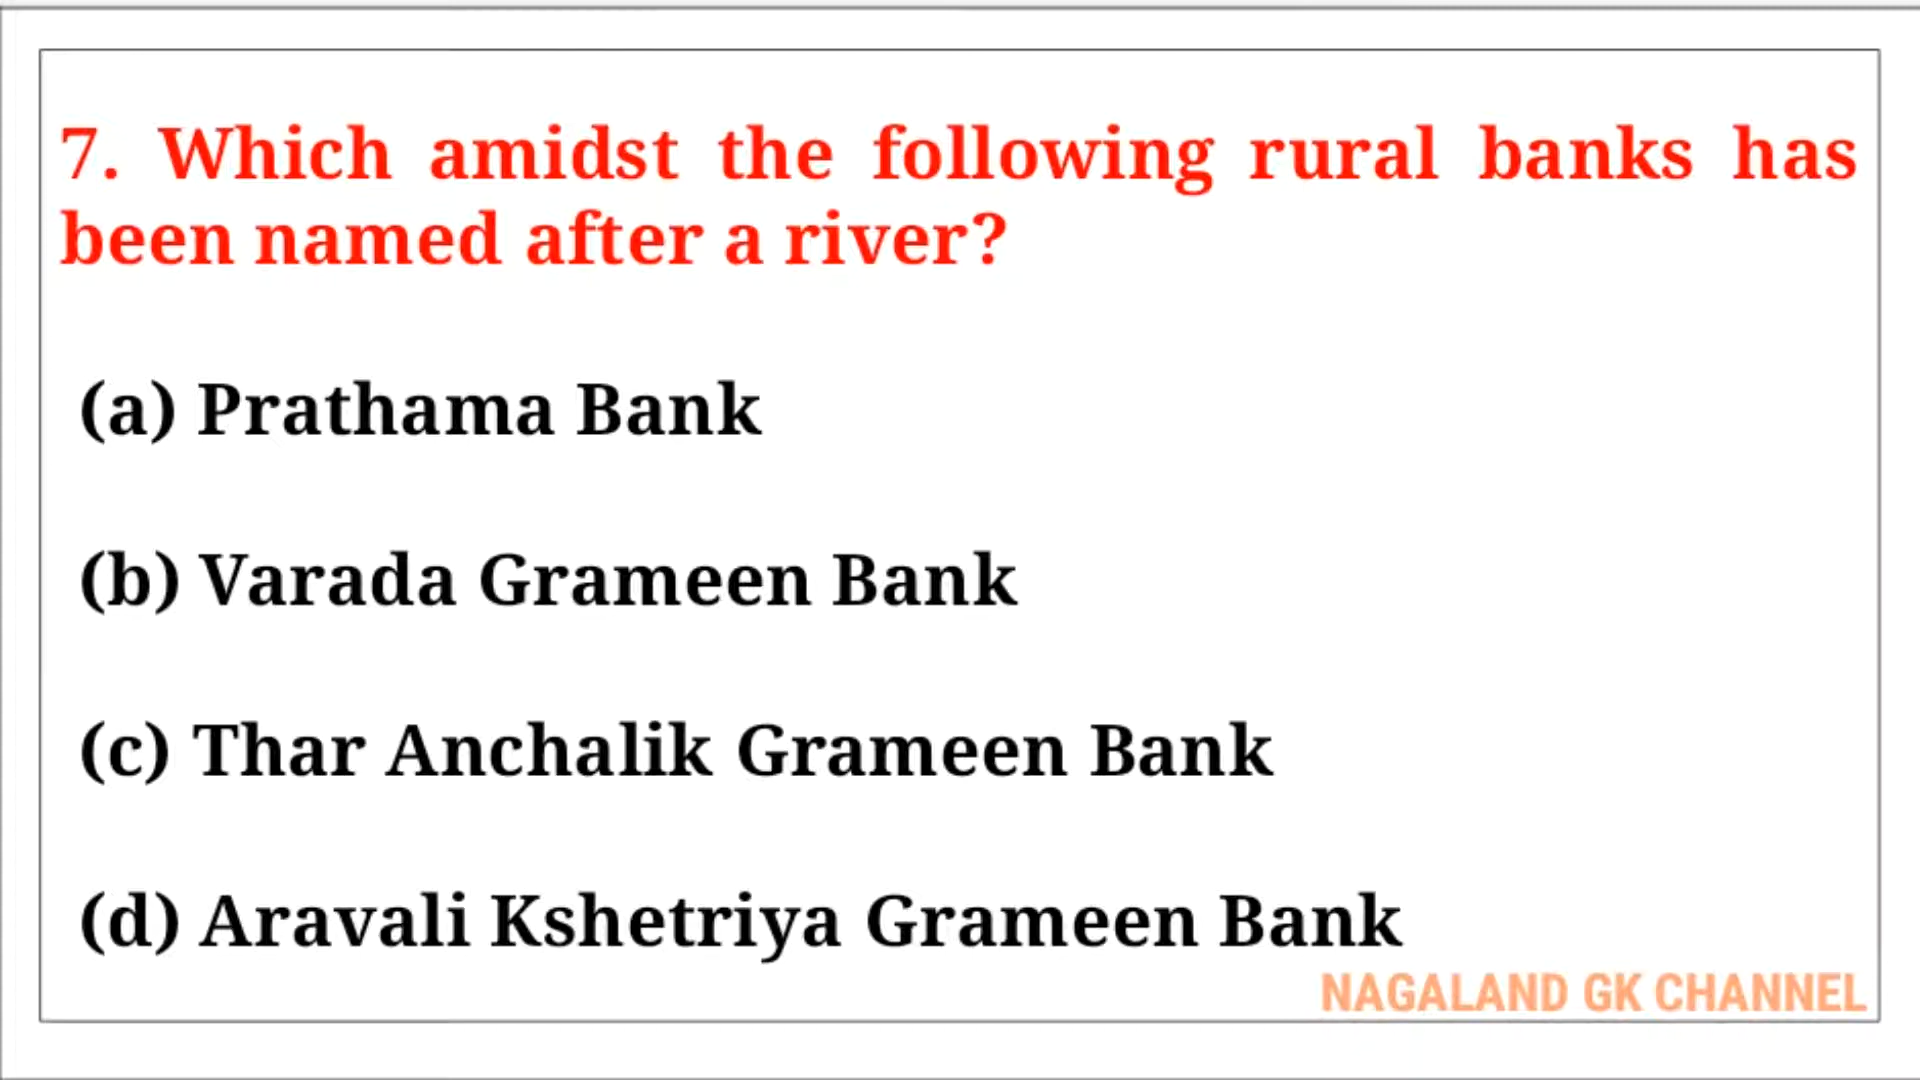 7. Which amidst the following rural banks has
been named after a river?
(a) Prathama Bank
(b) Varada Grameen Bank
(c) Thar Anchalik Grameen Bank
(d) Aravali Kshetriya Grameen Bank
NAGALAND GK CHANNEL